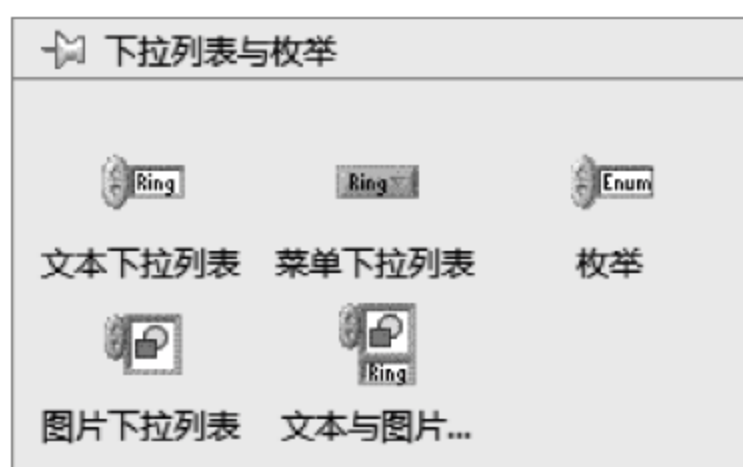 下拉列表与枚举
Ring Ring Enum
文本下拉列表 菜单下拉列表 枚举
Ring
图片下拉列表 文本与图片...